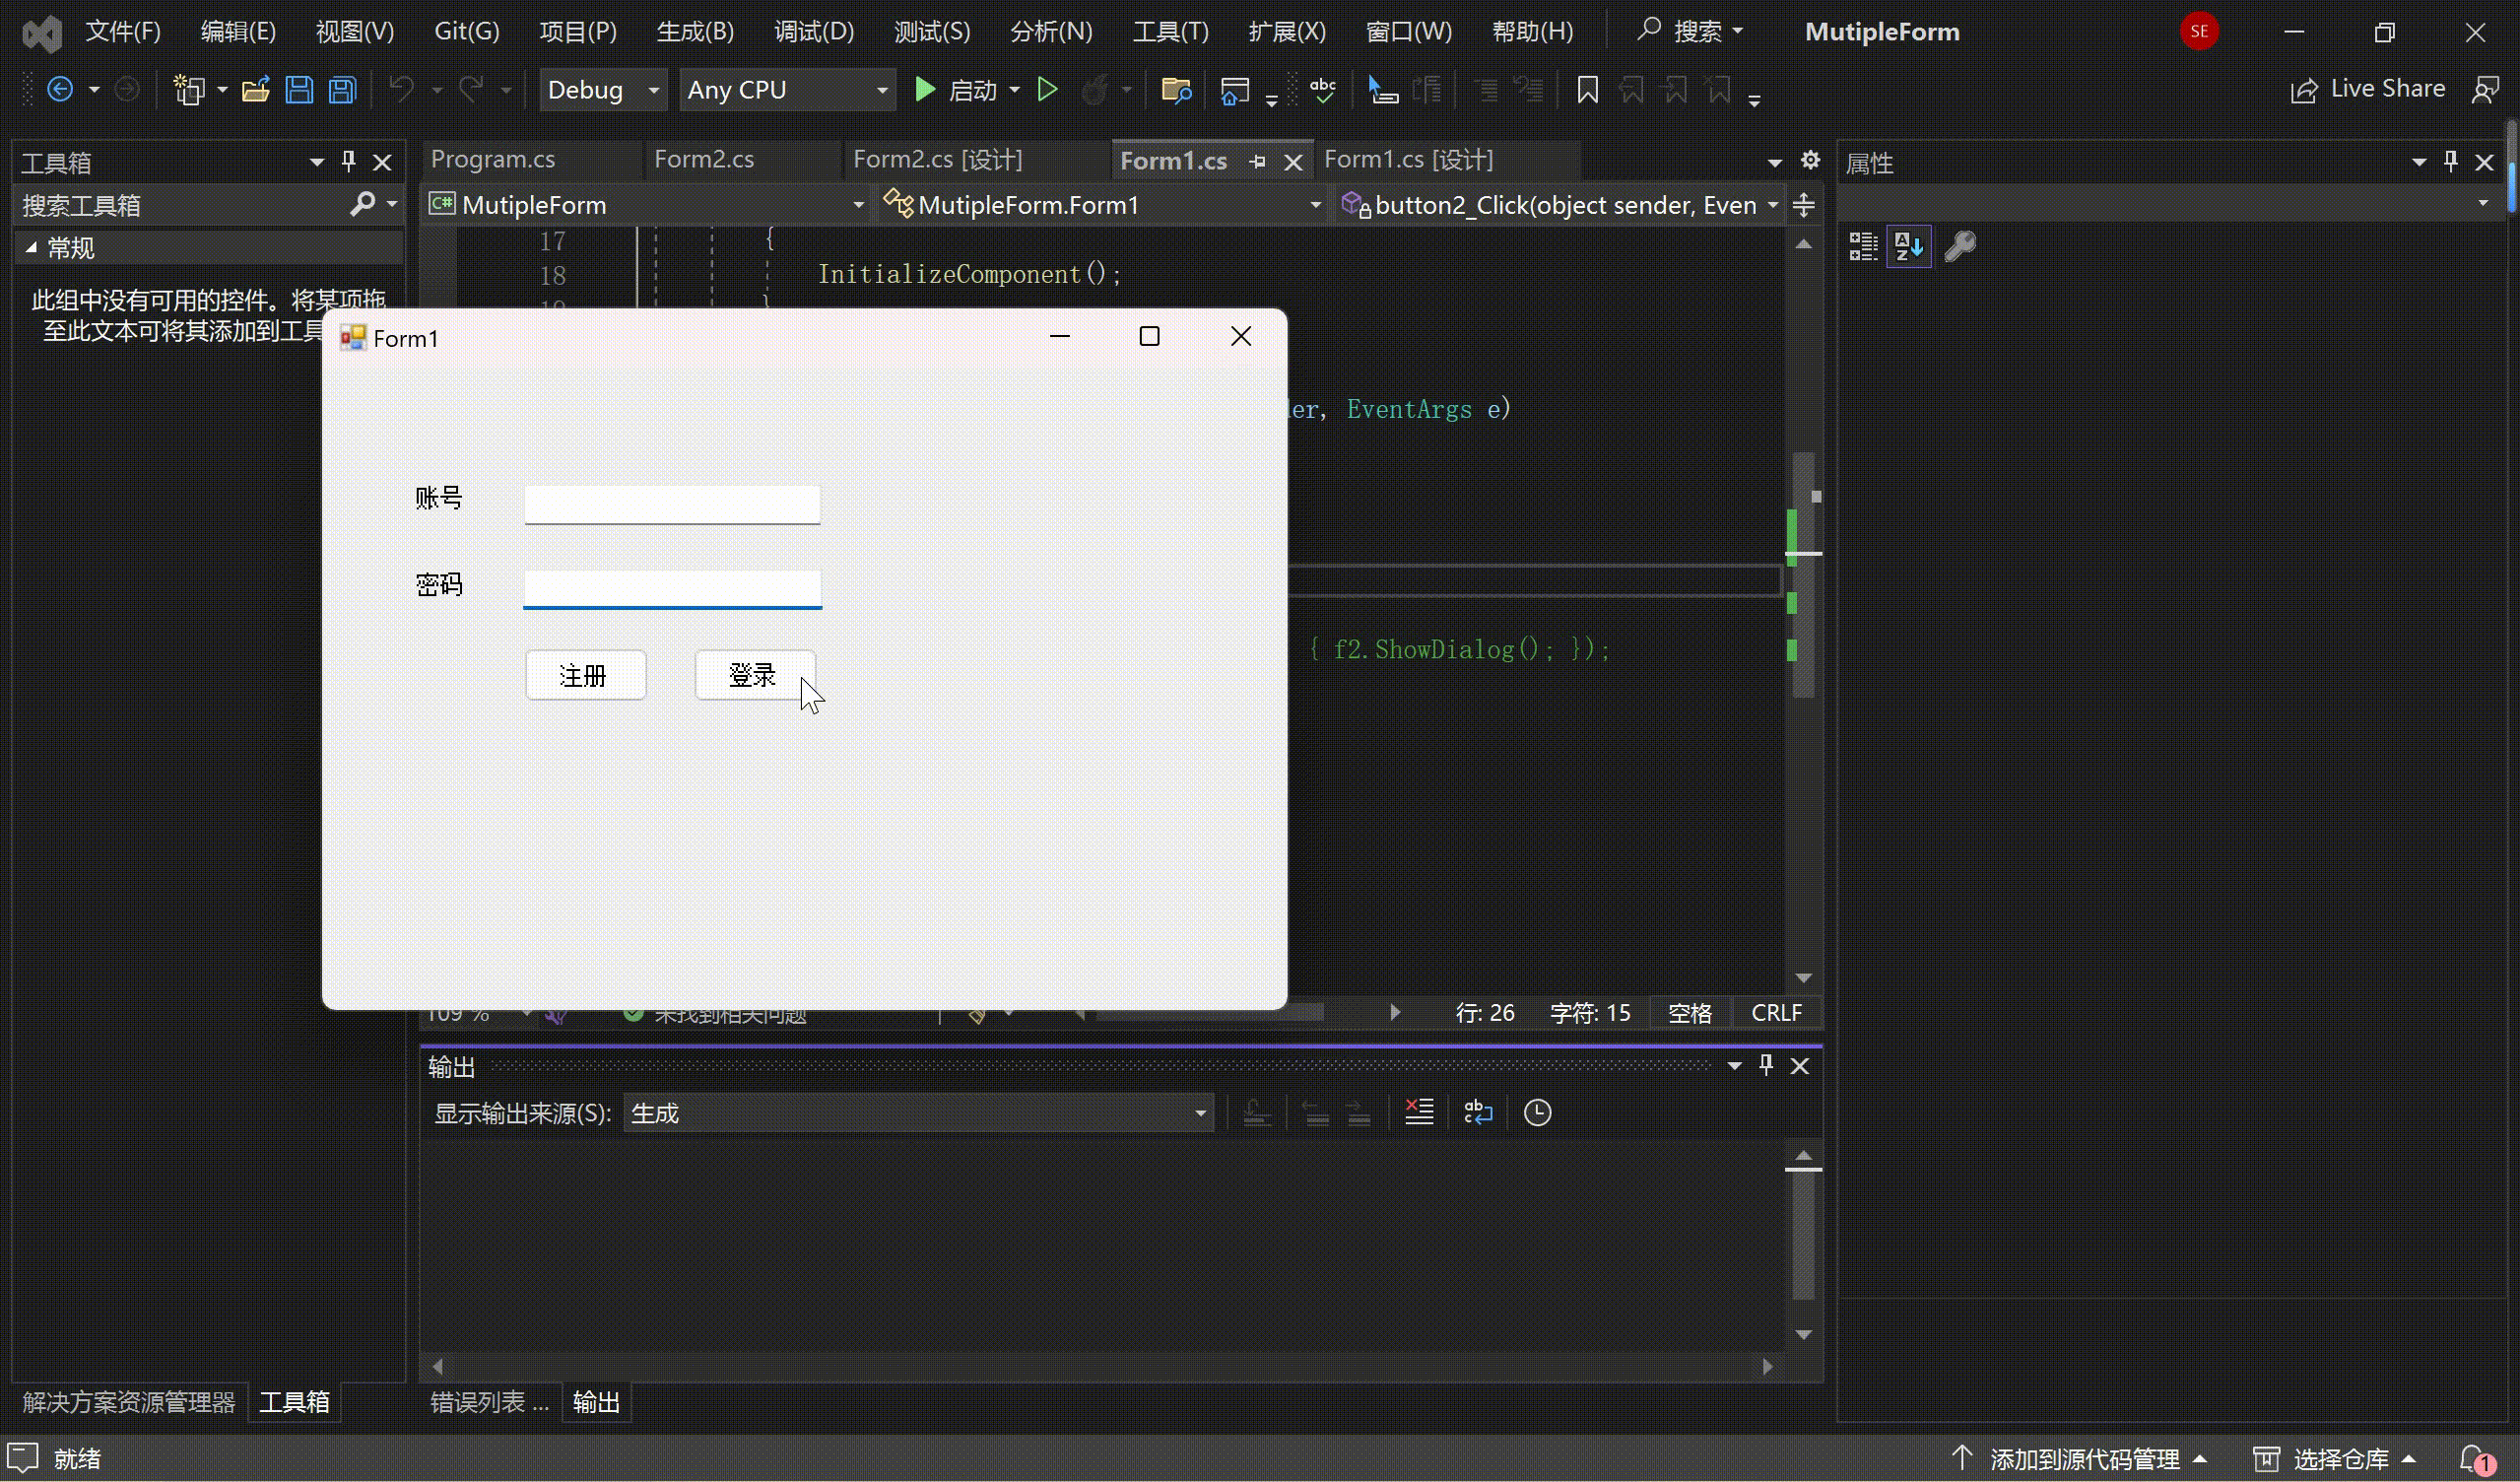 文件(F) 编辑(E) 视图(V) Git(G) 项目(P) 生成(B) 调试(D) 测试(S) 分析(N) 工具(T) 扩展(X) 窗口(W) 帮助(H) 搜索 MutipleForm SE
Debug Any CPU 启动 Live Share
工具箱
搜索工具箱
常规
此组中没有可用的控件。将某项拖
至此文本可将其添加到工具
Program.cs Form2.cs Form2.cs [设计] Form1.cs Form1.cs [设计]
C# MutipleForm MutipleForm.Form1 button2_Click(object sender, Even
17 {
18 InitializeComponent();
}
er, EventArgs e)
{ f2.ShowDialog(); });
Form1
账号
密码
注册 登录
109 % 未找到相关问题 行: 26 字符: 15 空格 CRLF
输出
显示输出来源(S): 生成
属性
解决方案资源管理器 工具箱 错误列表 ... 输出
就绪 添加到源代码管理 选择仓库 1